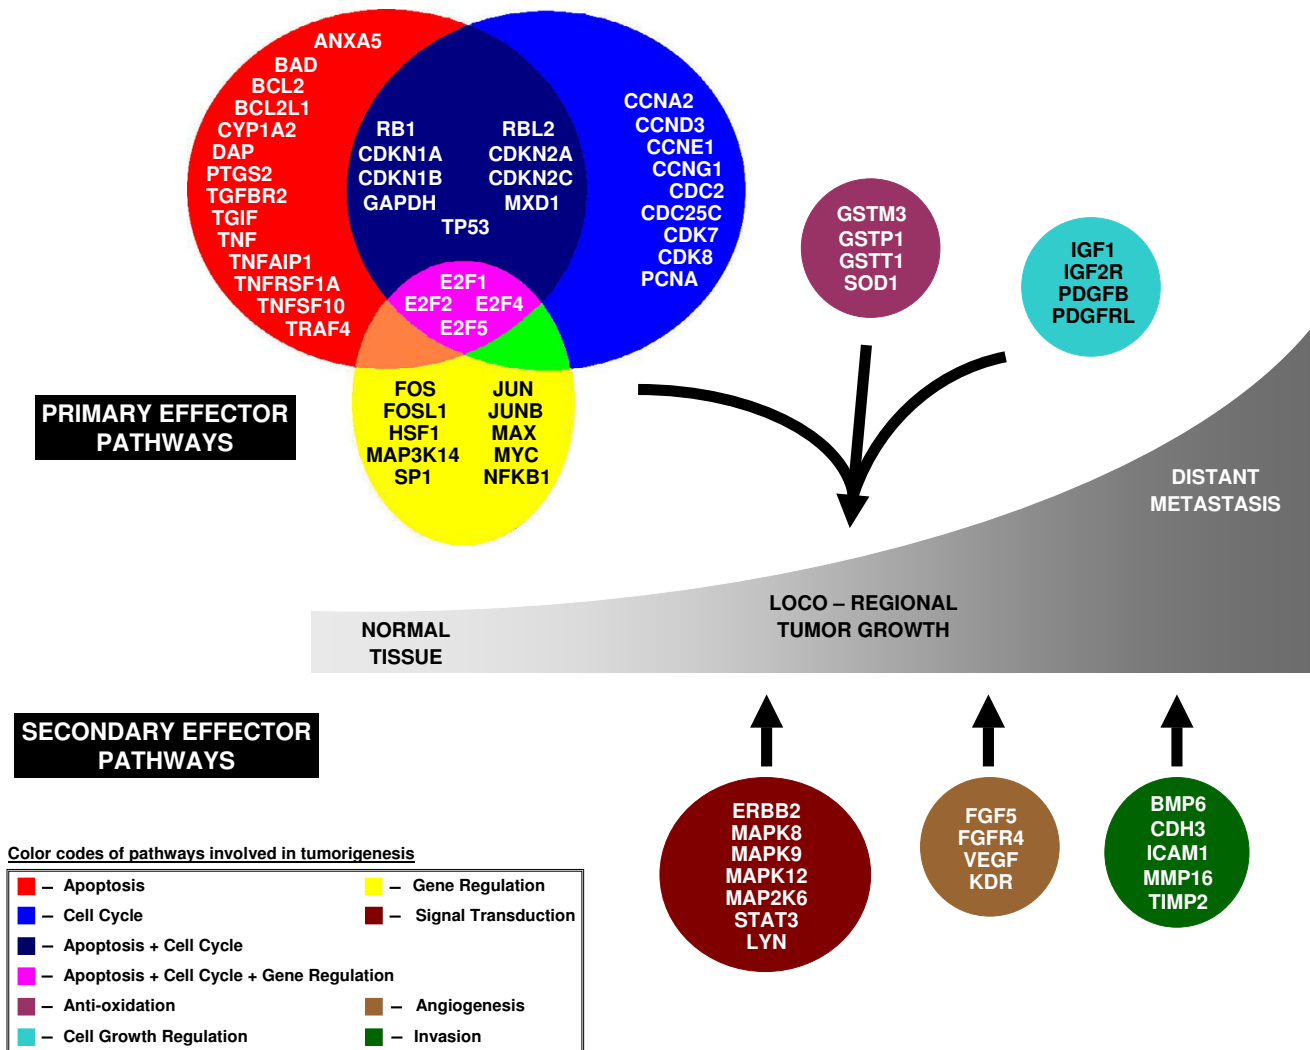 ANXA5
BAD
BCL2
BCL2L1
CYP1A2
DAP
PTGS2
TGFBR2
TGIF
TNF
TNFAIP1
TNFRSF1A
TNFSF10
TRAF4
RB1
CDKN1A
CDKN1B
GAPDH
RBL2
CDKN2A
CDKN2C
MXD1
TP53
CCNA2
CCND3
CCNE1
CCNG1
CDC2
CDC25C
CDK7
CDK8
PCNA
E2F1
E2F2 E2F4
E2F5
FOS
FOSL1
HSF1
MAP3K14
SP1
JUN
JUNB
MAX
MYC
NFKB1
GSTM3
GSTP1
GSTT1
SOD1
IGF1
IGF2R
PDGFB
PDGFRL
PRIMARY EFFECTOR
PATHWAYS
DISTANT
METASTASIS
LOCO – REGIONAL
TUMOR GROWTH
NORMAL
TISSUE
SECONDARY EFFECTOR
PATHWAYS
ERBB2
MAPK8
MAPK9
MAPK12
MAP2K6
STAT3
LYN
FGF5
FGFR4
VEGF
KDR
BMP6
CDH3
ICAM1
MMP16
TIMP2
Color codes of pathways involved in tumorigenesis
– Apoptosis
– Gene Regulation
– Cell Cycle
– Signal Transduction
– Apoptosis + Cell Cycle
– Apoptosis + Cell Cycle + Gene Regulation
– Anti-oxidation
– Angiogenesis
– Cell Growth Regulation
– Invasion